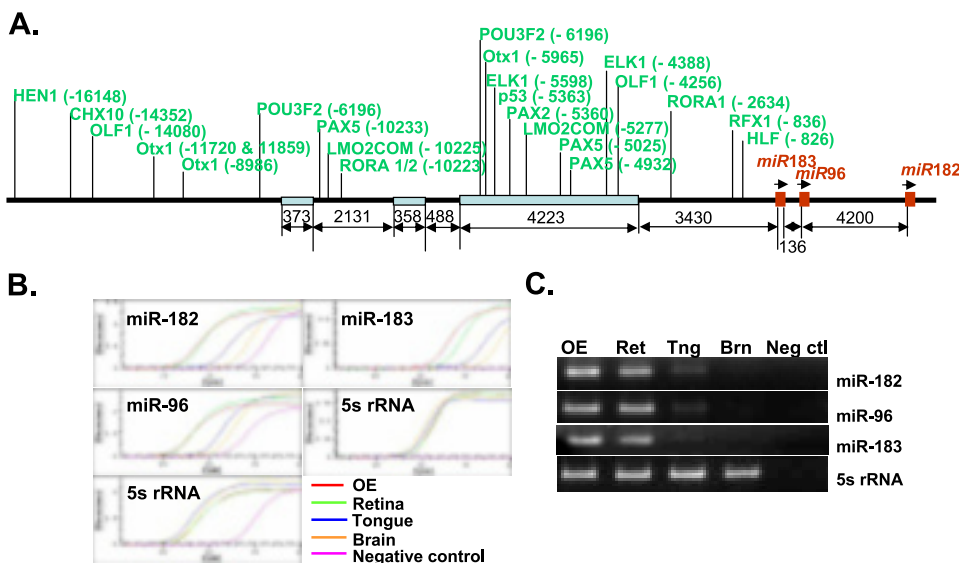 A.
POU3F2 (- 6196)
Otx1 (- 5965)
ELK1 (- 4388)
ELK1 (- 5598)
OLF1 (- 4256)
HEN1 (-16148)
p53 (- 5363)
RORA1 (- 2634)
CHX10 (-14352)
POU3F2 (-6196)
PAX2 (- 5360)
RFX1 (- 836)
OLF1 (- 14080)
PAX5 (-10233)
LMO2COM (-5277)
HLF (- 826)
Otx1 (-11720 & 11859)
LMO2COM (- 10225)
PAX5 (- 5025)
miR183
Otx1 (- 8986)
RORA 1/2 (-10223)
PAX5 (- 4932)
miR96
miR182
373 2131 358 488 4223 3430 4200
136
B.
C.
miR-182
miR-183
miR-96
5s rRNA
5s rRNA
OE
Retina
Tongue
Brain
Negative control
OE Ret Tng Brn Neg ctl
miR-182
miR-96
miR-183
5s rRNA